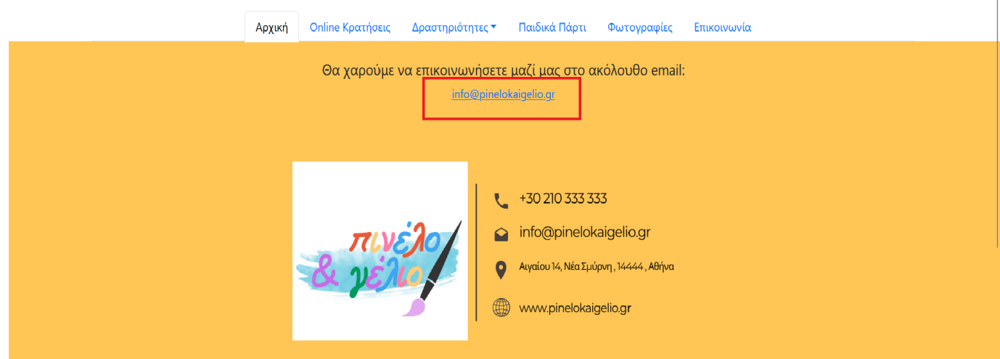 Αρχική Online Κρατήσεις Δραστηριότητες Παιδικά Πάρτι Φωτογραφίες Επικοινωνία
Θα χαρούμε να επικοινωνήσετε μαζί μας στο ακόλουθο email:
info@pinelokaigelio.gr
πινέλο
& γέλιο
+30 210 333 333
info@pinelokaigelio.gr
Αιγαίου 14, Νέα Σμύρνη , 14444 , Αθήνα
www.pinelokaigelio.gr